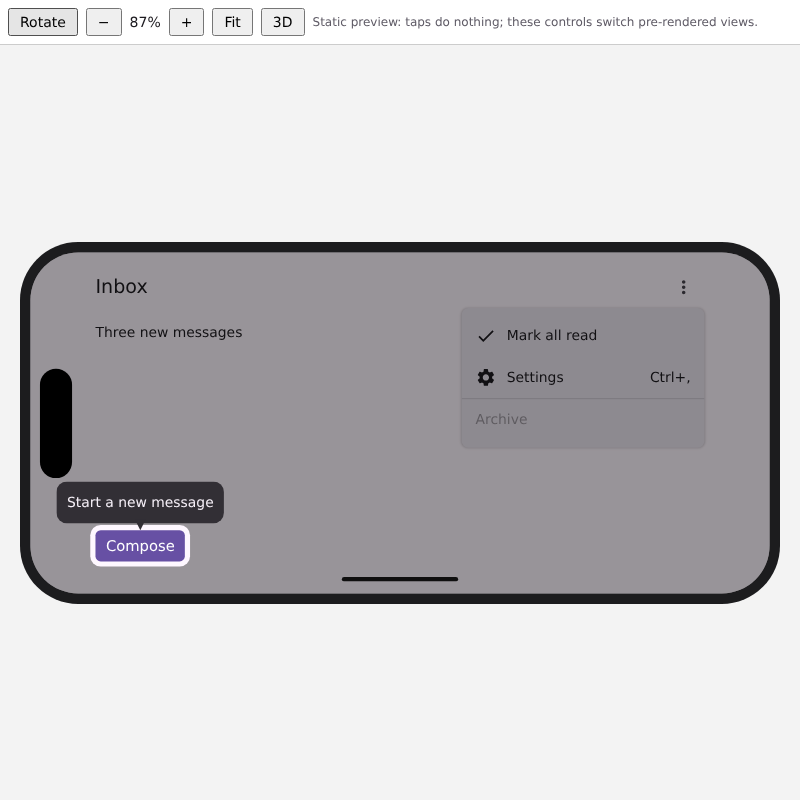 Rotate − 87% + Fit 3D Static preview: taps do nothing; these controls switch pre-rendered views.
Inbox
Three new messages
Mark all read
Settings Ctrl+,
Archive
Start a new message
Compose